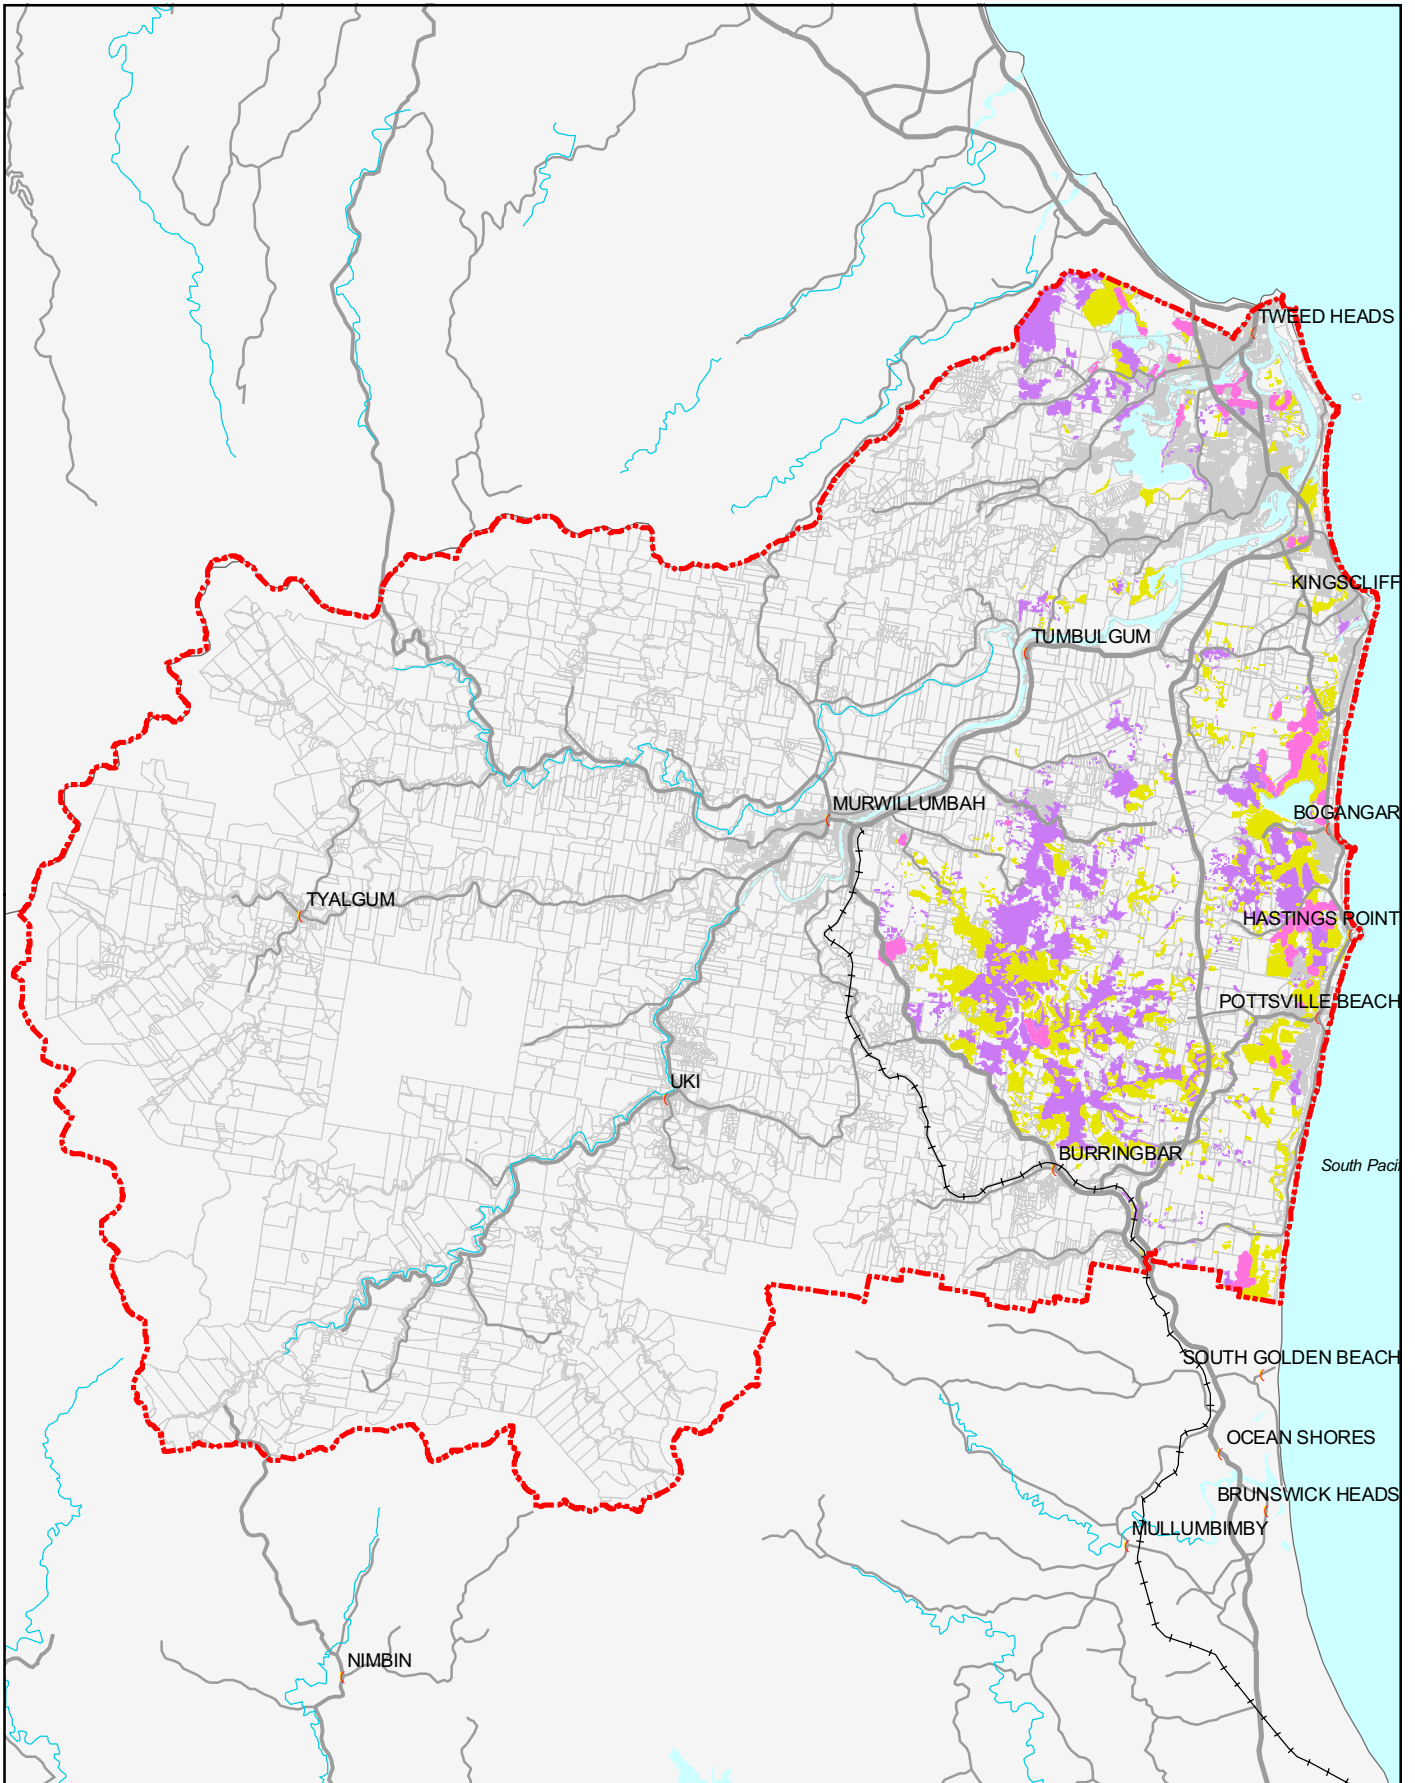 TWEED HEADS
KINGSCLIFF
TUMBULGUM
MURWILLUMBAH
BOGANGAR
TYALGUM
HASTINGS POINT
POTTSVILLE BEACH
UKI
BURRINGBAR
South Paci
SOUTH GOLDEN BEACH
OCEAN SHORES
BRUNSWICK HEADS
MULLUMBIMBY
NIMBIN